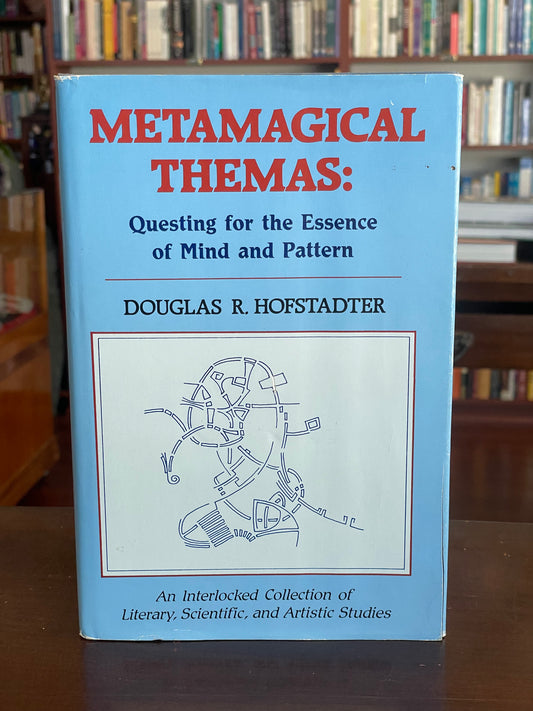 METAMAGICAL
THEMAS:
Questing for the Essence
of Mind and Pattern
DOUGLAS R. HOFSTADTER
An Interlocked Collection of
Literary, Scientific, and Artistic Studies